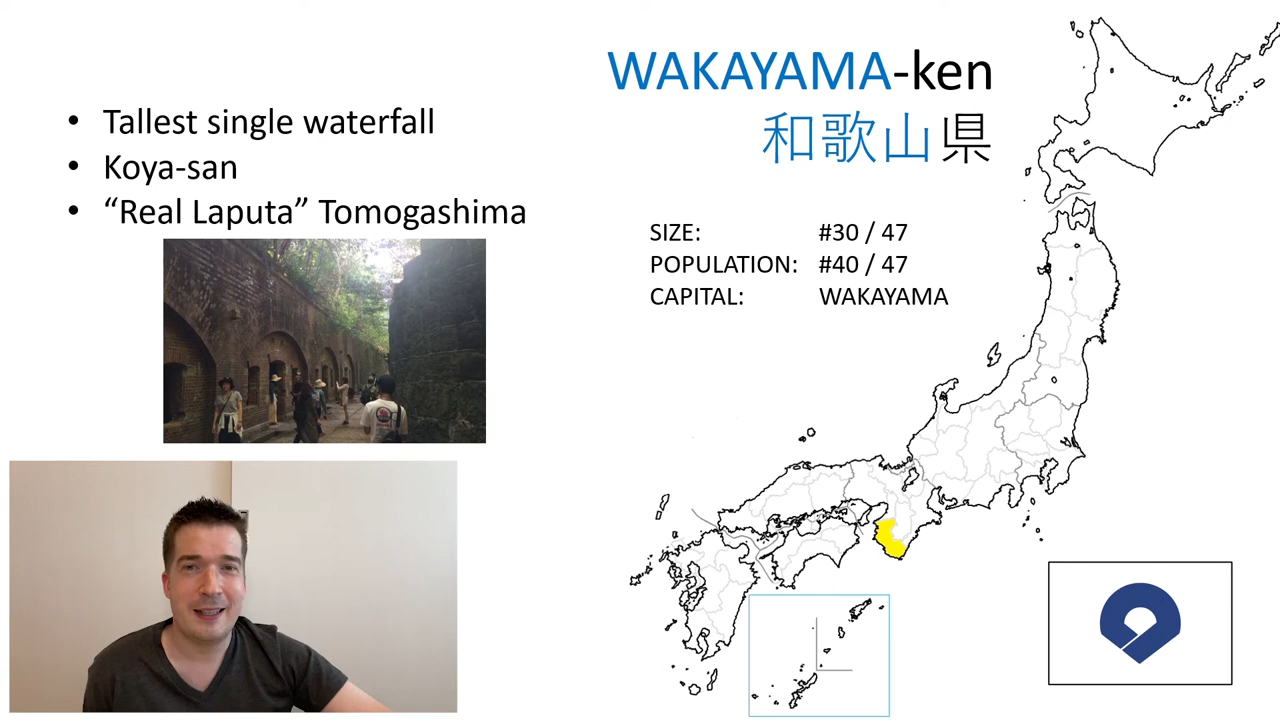 WAKAYAMA-ken
和歌山県
• Tallest single waterfall
• Koya-san
• “Real Laputa” Tomogashima
SIZE: #30 / 47
POPULATION: #40 / 47
CAPITAL: WAKAYAMA